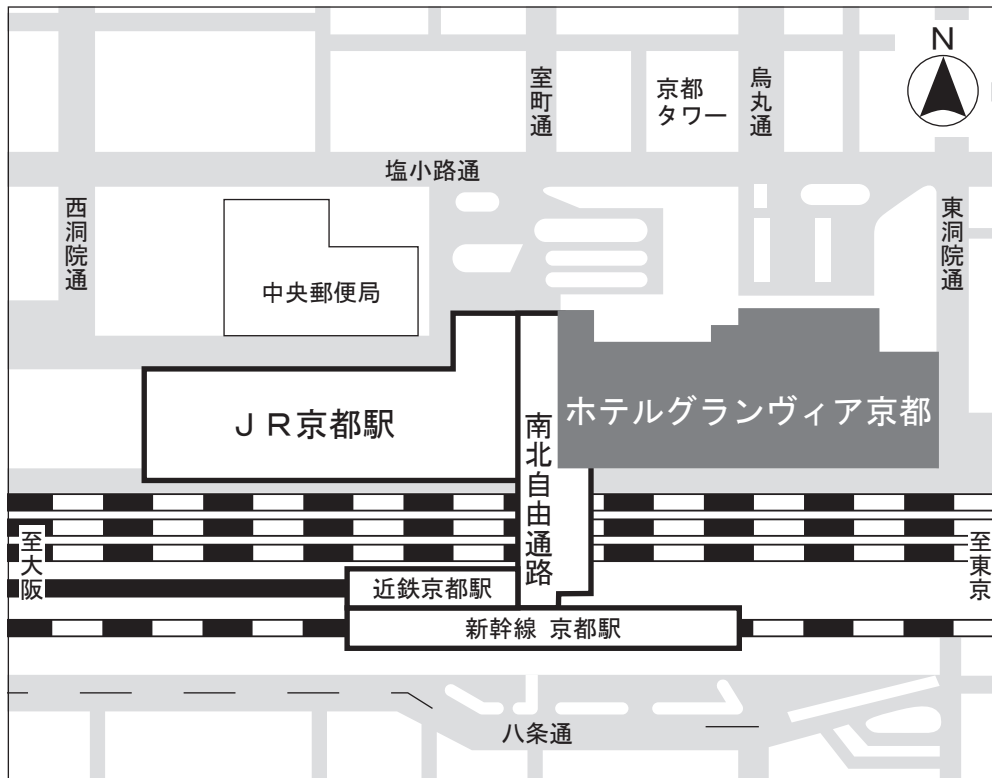 N
室町通
京都
タワー
烏丸通
塩小路通
西洞院通
東洞院通
中央郵便局
JR京都駅
南北自由通路
ホテルグランヴィア京都
至大阪
至東京
近鉄京都駅
新幹線 京都駅
八条通